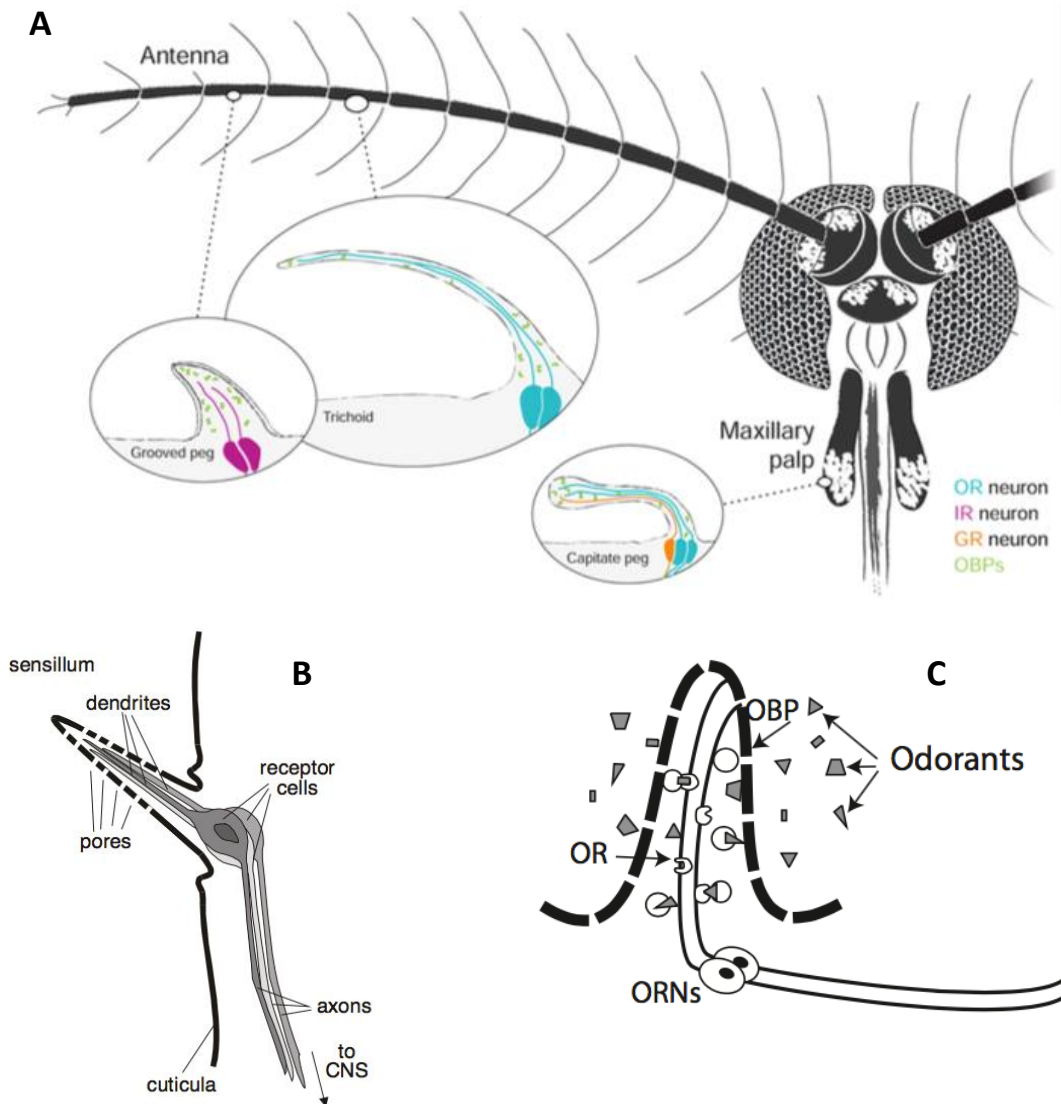 A
Antenna
Trichoid
Grooved peg
Maxillary
palp
Capitate peg
OR neuron
IR neuron
GR neuron
OBPs
B
sensillum
dendrites
receptor
cells
pores
axons
to
CNS
cuticula
C
OBP
Odorants
OR
ORNs